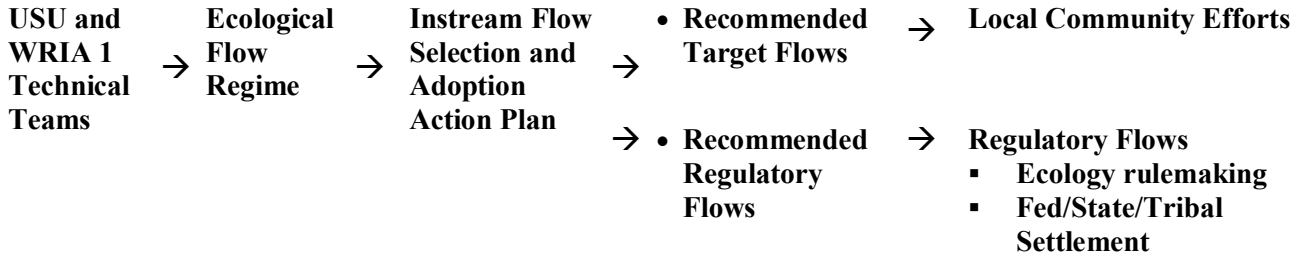 USU and
WRIA 1
Technical
Teams
→
Ecological
Flow
Regime
→
Instream Flow
Selection and
Adoption
Action Plan
→
• Recommended
Target Flows
→
Local Community Efforts
→
• Recommended
Regulatory
Flows
→
Regulatory Flows
▪ Ecology rulemaking
▪ Fed/State/Tribal
Settlement